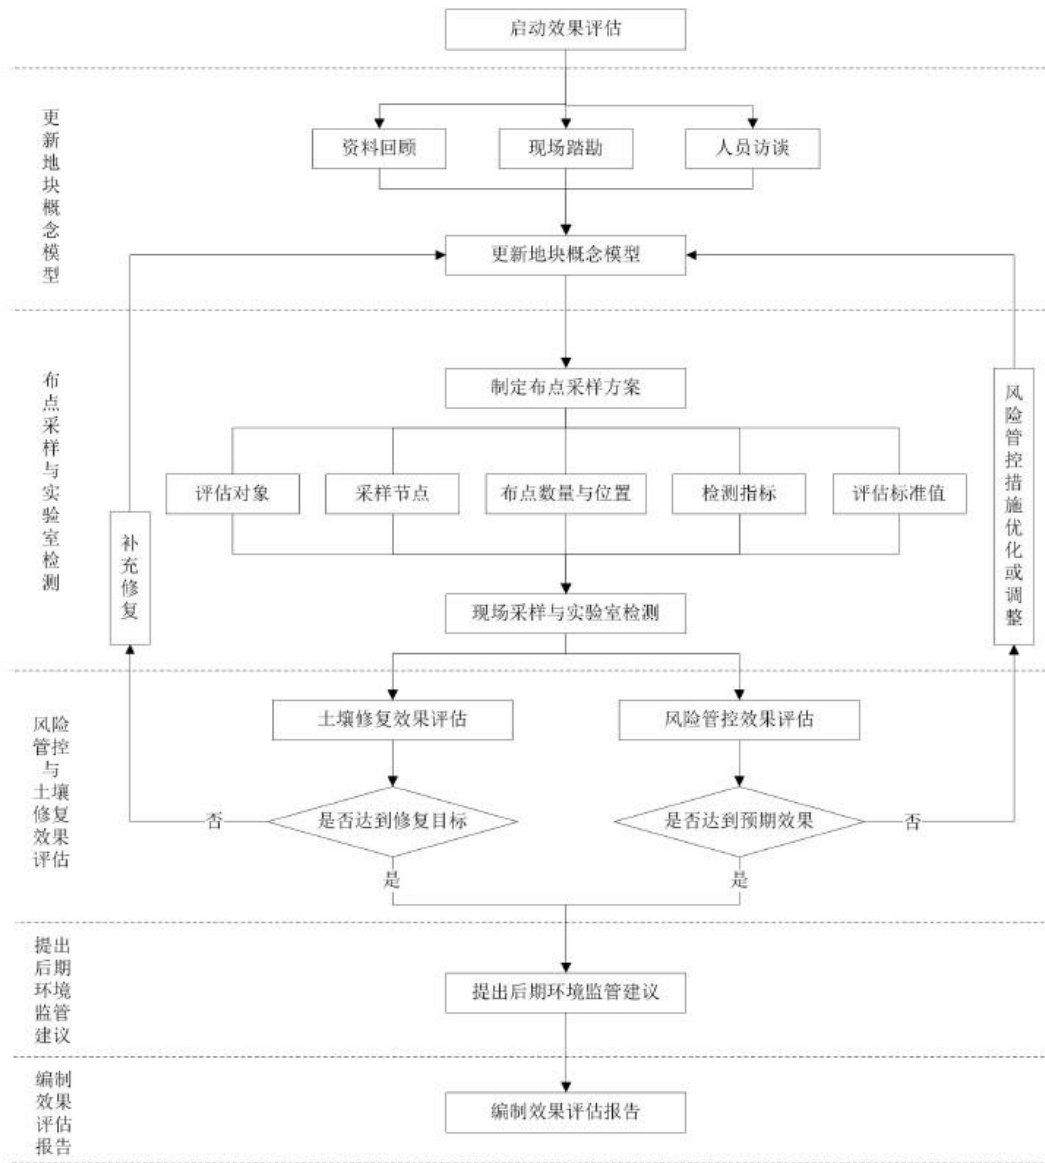 启动效果评估
更新地块概念模型
资料回顾
现场踏勘
人员访谈
更新地块概念模型
布点采样与实验室检测
制定布点采样方案
评估对象
采样节点
布点数量与位置
检测指标
评估标准值
补充修复
风险管控措施优化或调整
现场采样与实验室检测
风险
管控
与
土壤
修复
效果
评估
土壤修复效果评估
风险管控效果评估
否
是否达到修复目标
是否达到预期效果
否
是
是
提出
后期
环境
监管
建议
提出后期环境监管建议
编制
效果
评估
报告
编制效果评估报告